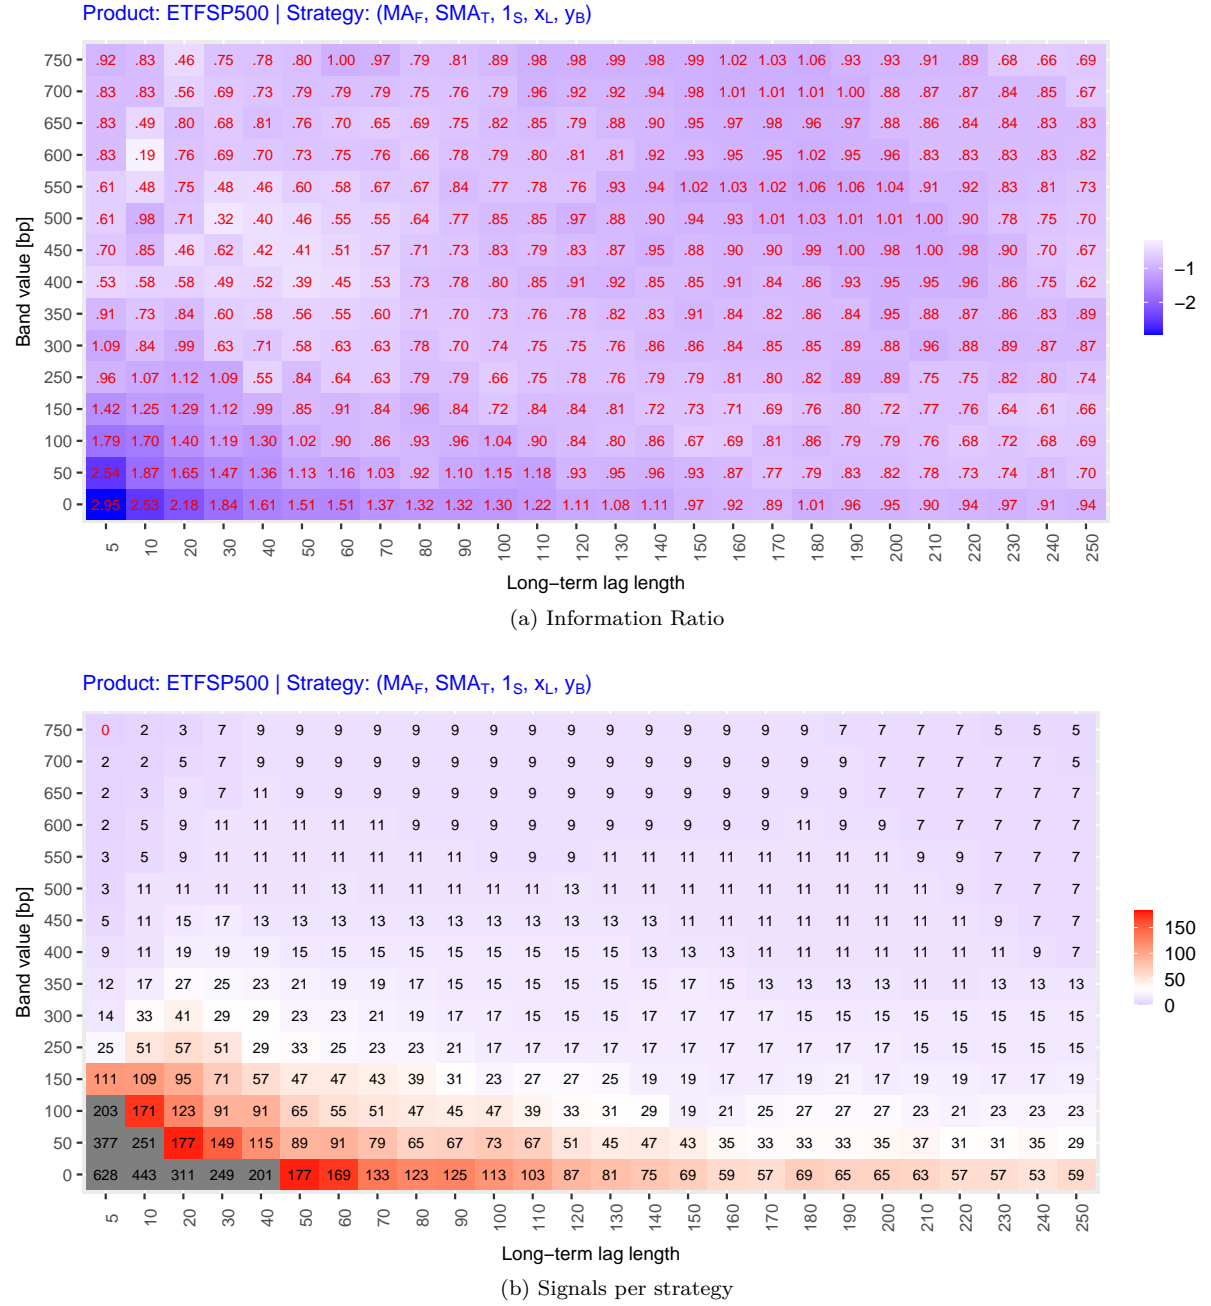 Product: ETFSP500 | Strategy: (MA_F, SMA_T, 1_S, x_L, y_B)
Band value [bp]
750 .92 .83 .46 .75 .78 .80 1.00 .97 .79 .81 .89 .98 .98 .99 .98 .99 1.02 1.03 1.06 .93 .93 .91 .89 .68 .66 .69
700 .83 .83 .56 .69 .73 .79 .79 .79 .75 .76 .79 .96 .92 .92 .94 .98 1.01 1.01 1.01 1.00 .88 .87 .87 .84 .85 .67
650 .83 .49 .80 .68 .81 .76 .70 .65 .69 .75 .82 .85 .79 .88 .90 .95 .97 .98 .96 .97 .88 .86 .84 .84 .83 .83
600 .83 .19 .76 .69 .70 .73 .75 .76 .66 .78 .79 .80 .81 .81 .92 .93 .95 .95 1.02 .95 .96 .83 .83 .83 .83 .82
550 .61 .48 .75 .48 .46 .60 .58 .67 .67 .84 .77 .78 .76 .93 .94 1.02 1.03 1.02 1.06 1.06 1.04 .91 .92 .83 .81 .73
500 .61 .98 .71 .32 .40 .46 .55 .55 .64 .77 .85 .85 .97 .88 .90 .94 .93 1.01 1.03 1.01 1.01 1.00 .90 .78 .75 .70
450 .70 .85 .46 .62 .42 .41 .51 .57 .71 .73 .83 .79 .83 .87 .95 .88 .90 .90 .99 1.00 .98 1.00 .98 .90 .70 .67
400 .53 .58 .58 .49 .52 .39 .45 .53 .73 .78 .80 .85 .91 .92 .85 .85 .91 .84 .86 .93 .95 .95 .96 .86 .75 .62
350 .91 .73 .84 .60 .58 .56 .55 .60 .71 .70 .73 .76 .78 .82 .83 .91 .84 .82 .86 .84 .95 .88 .87 .86 .83 .89
300 1.09 .84 .99 .63 .71 .58 .63 .63 .78 .70 .74 .75 .75 .76 .86 .86 .84 .85 .85 .89 .88 .96 .88 .89 .87 .87
250 .96 1.07 1.12 1.09 .55 .84 .64 .63 .79 .79 .66 .75 .78 .76 .79 .79 .81 .80 .82 .89 .89 .75 .75 .82 .80 .74
150 1.42 1.25 1.29 1.12 .99 .85 .91 .84 .96 .84 .72 .84 .84 .81 .72 .73 .71 .69 .76 .80 .72 .77 .76 .64 .61 .66
100 1.79 1.70 1.40 1.19 1.30 1.02 .90 .86 .93 .96 1.04 .90 .84 .80 .86 .67 .69 .81 .86 .79 .79 .76 .68 .72 .68 .69
50 2.54 1.87 1.65 1.47 1.36 1.13 1.16 1.03 .92 1.10 1.15 1.18 .93 .95 .96 .93 .87 .77 .79 .83 .82 .78 .73 .74 .81 .70
0 2.95 2.53 2.18 1.84 1.61 1.51 1.51 1.37 1.32 1.32 1.30 1.22 1.11 1.08 1.11 .97 .92 .89 1.01 .96 .95 .90 .94 .97 .91 .94
5 10 20 30 40 50 60 70 80 90 100 110 120 130 140 150 160 170 180 190 200 210 220 230 240 250
Long−term lag length
−1
−2
(a) Information Ratio
Product: ETFSP500 | Strategy: (MA_F, SMA_T, 1_S, x_L, y_B)
Band value [bp]
750 0 2 3 7 9 9 9 9 9 9 9 9 9 9 9 9 9 9 9 7 7 7 7 5 5 5
700 2 2 5 7 9 9 9 9 9 9 9 9 9 9 9 9 9 9 9 9 7 7 7 7 7 5
650 2 3 9 7 11 9 9 9 9 9 9 9 9 9 9 9 9 9 9 9 7 7 7 7 7 7
600 2 5 9 11 11 11 11 11 9 9 9 9 9 9 9 9 9 9 11 9 9 7 7 7 7 7
550 3 5 9 11 11 11 11 11 11 11 9 9 9 11 11 11 11 11 11 11 11 9 9 7 7 7
500 3 11 11 11 11 11 13 11 11 11 11 11 13 11 11 11 11 11 11 11 11 11 9 7 7 7
450 5 11 15 17 13 13 13 13 13 13 13 13 13 13 13 11 11 11 11 11 11 11 11 9 7 7
400 9 11 19 19 19 15 15 15 15 15 15 15 15 15 13 13 13 11 11 11 11 11 11 11 9 7
350 12 17 27 25 23 21 19 19 17 15 15 15 15 15 15 17 15 13 13 13 13 11 11 13 13 13
300 14 33 41 29 29 23 23 21 19 17 17 15 15 15 17 17 17 17 15 15 15 15 15 15 15 15
250 25 51 57 51 29 33 25 23 23 21 17 17 17 17 17 17 17 17 17 17 17 15 15 15 15 15
150 111 109 95 71 57 47 47 43 39 31 23 27 27 25 19 19 17 17 19 21 17 19 19 17 17 19
100 203 171 123 91 91 65 55 51 47 45 47 39 33 31 29 19 21 25 27 27 27 23 21 23 23 23
50 377 251 177 149 115 89 91 79 65 67 73 67 51 45 47 43 35 33 33 33 35 37 31 31 35 29
0 628 443 311 249 201 177 169 133 123 125 113 103 87 81 75 69 59 57 69 65 65 63 57 57 53 59
5 10 20 30 40 50 60 70 80 90 100 110 120 130 140 150 160 170 180 190 200 210 220 230 240 250
Long−term lag length
150
100
50
0
(b) Signals per strategy